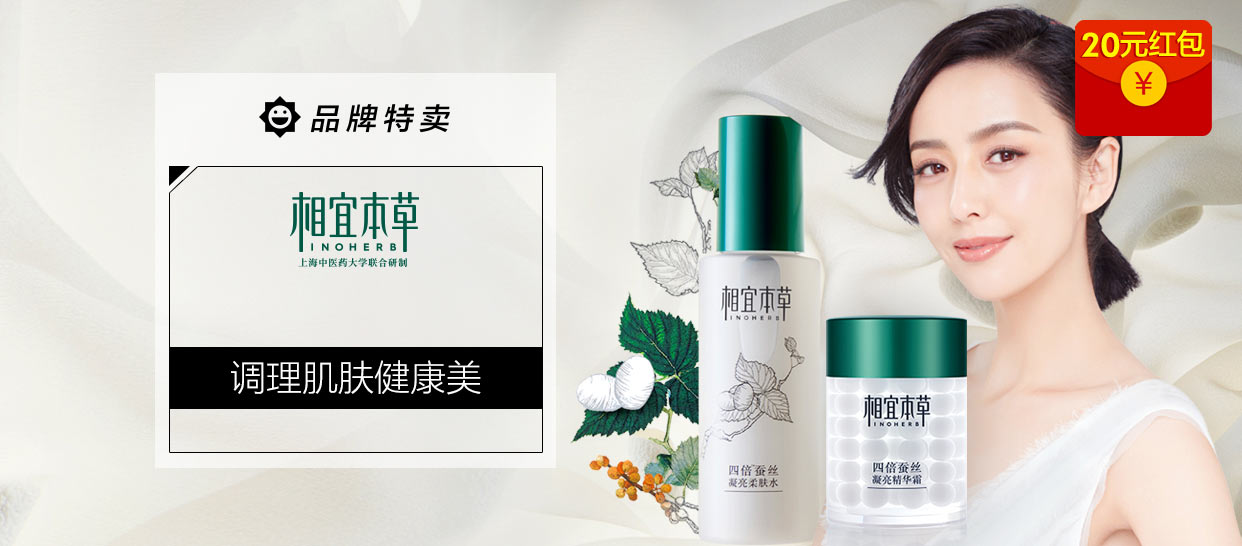 20元红包
¥
品牌特卖
相宜本草
INOHERB
上海中医药大学联合研制
调理肌肤健康美
相宜本草
INOHERB
四倍蚕丝
凝亮柔肤水
相宜本草
INOHERB
四倍蚕丝
凝亮精华霜